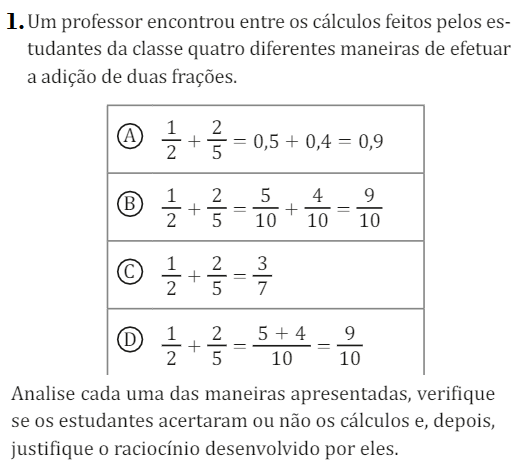 1. Um professor encontrou entre os cálculos feitos pelos es-
tudantes da classe quatro diferentes maneiras de efetuar
a adição de duas frações.
A 1/2 + 2/5 = 0,5 + 0,4 = 0,9
B 1/2 + 2/5 = 5/10 + 4/10 = 9/10
C 1/2 + 2/5 = 3/7
D 1/2 + 2/5 = (5 + 4)/10 = 9/10
Analise cada uma das maneiras apresentadas, verifique
se os estudantes acertaram ou não os cálculos e, depois,
justifique o raciocínio desenvolvido por eles.